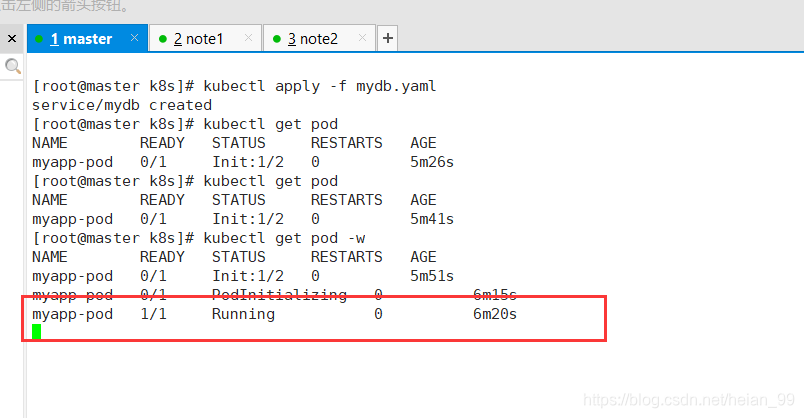 击左侧的箭头按钮。
× 1 master × 2 note1 × 3 note2 × +
[root@master k8s]# kubectl apply -f mydb.yaml
service/mydb created
[root@master k8s]# kubectl get pod
NAME READY STATUS RESTARTS AGE
myapp-pod 0/1 Init:1/2 0 5m26s
[root@master k8s]# kubectl get pod
NAME READY STATUS RESTARTS AGE
myapp-pod 0/1 Init:1/2 0 5m41s
[root@master k8s]# kubectl get pod -w
NAME READY STATUS RESTARTS AGE
myapp-pod 0/1 Init:1/2 0 5m51s
myapp-pod 0/1 PodInitializing 0 6m15s
myapp-pod 1/1 Running 0 6m20s
https://blog.csdn.net/heian_99